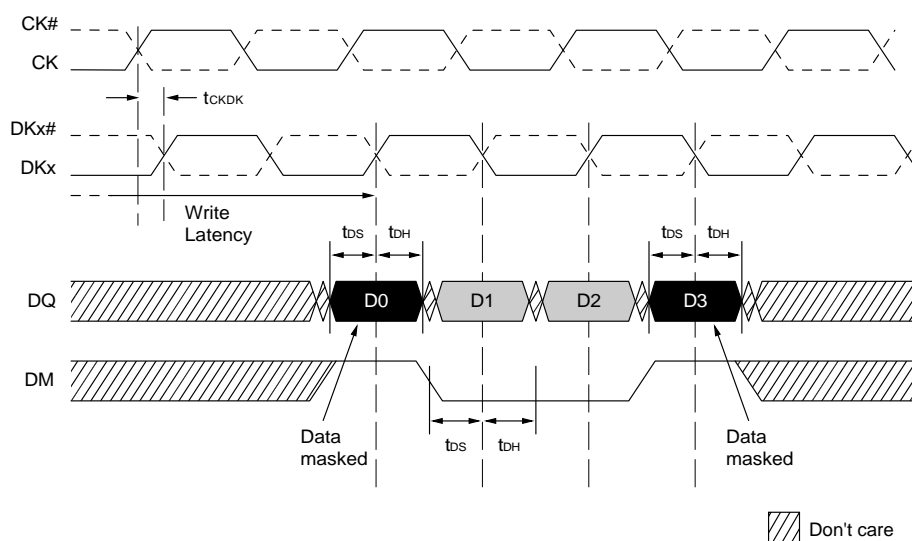 CK#
CK
tCKDK
DKx#
DKx
Write
Latency
tDS tDH tDS tDH
DQ D0 D1 D2 D3
DM
tDS tDH
Data
masked
Data
masked
Don't care